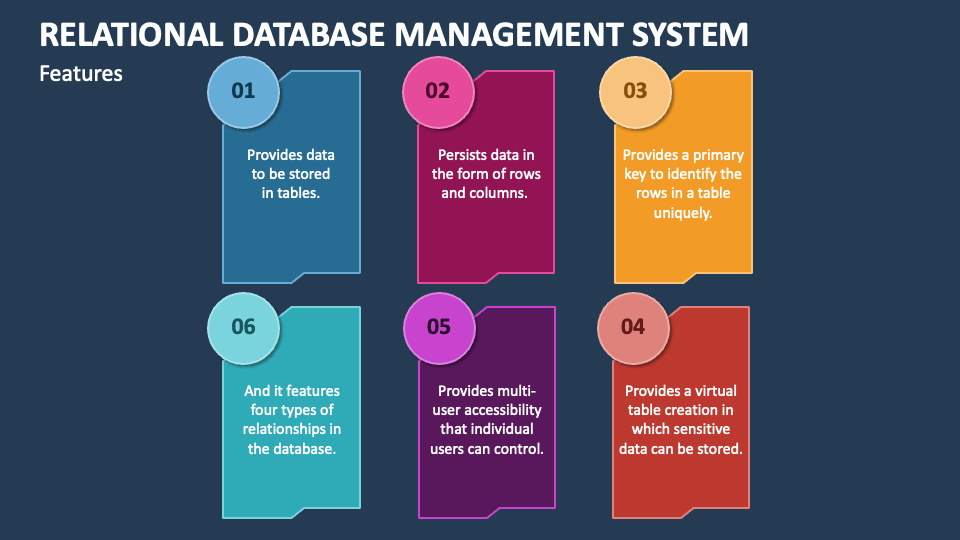 RELATIONAL DATABASE MANAGEMENT SYSTEM
Features
01
Provides data
to be stored
in tables.
02
Persists data in
the form of rows
and columns.
03
Provides a primary
key to identify the
rows in a table
uniquely.
06
And it features
four types of
relationships in
the database.
05
Provides multi-
user accessibility
that individual
users can control.
04
Provides a virtual
table creation in
which sensitive
data can be stored.